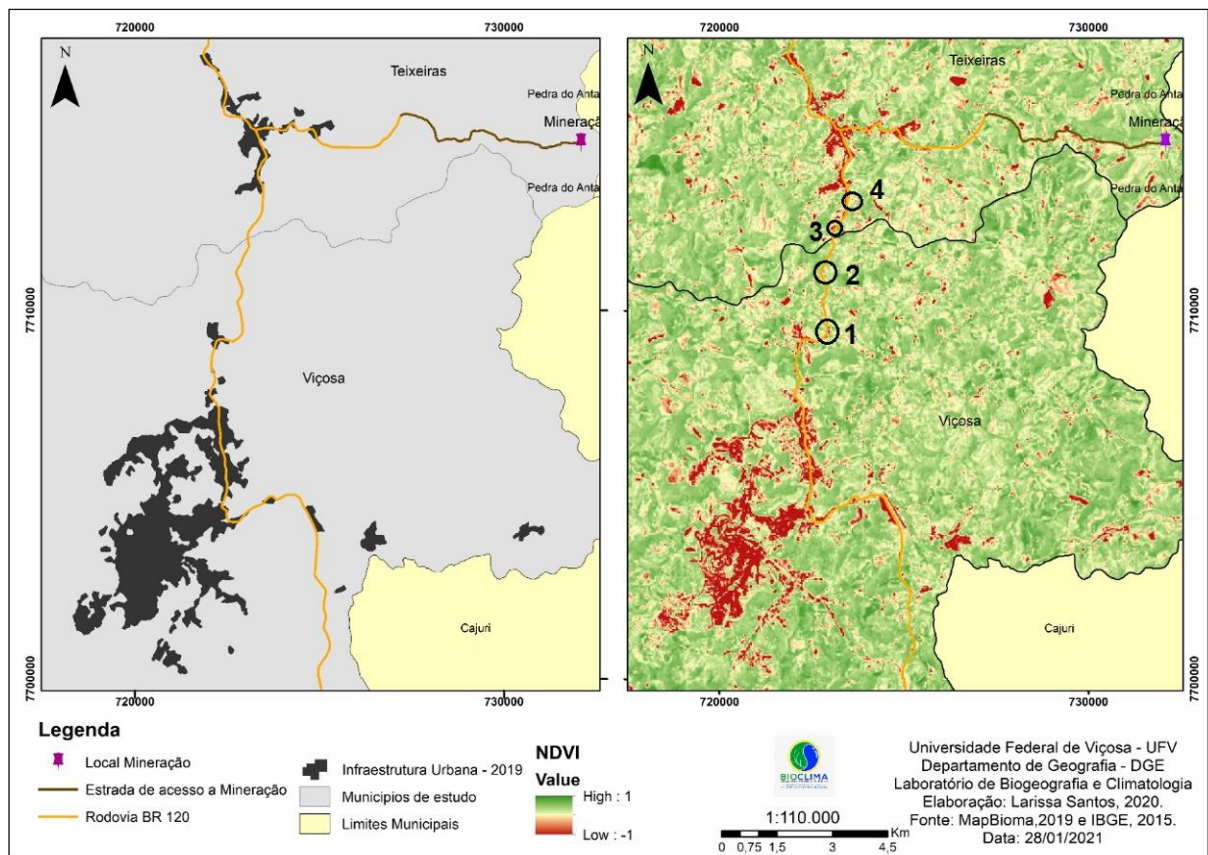 720000
730000
720000
730000
N
Teixeiras
Pedra do Anta
Mineraçã
Pedra do Anta
7710000
Viçosa
Cajuri
7700000
720000
730000
N
Teixeiras
Pedra do Anta
Mineraçã
Pedra do Anta
4
3
2
1
7710000
Viçosa
Cajuri
7700000
720000
730000
Legenda
Local Mineração
Estrada de acesso a Mineração
Rodovia BR 120
Infraestrutura Urbana - 2019
Municipios de estudo
Limites Municipais
NDVI
Value
High : 1
Low : -1
BIOCLIMA
1:110.000
Km
0 0,75 1,5 3 4,5
Universidade Federal de Viçosa - UFV
Departamento de Geografia - DGE
Laboratório de Biogeografia e Climatologia
Elaboração: Larissa Santos, 2020.
Fonte: MapBioma,2019 e IBGE, 2015.
Data: 28/01/2021